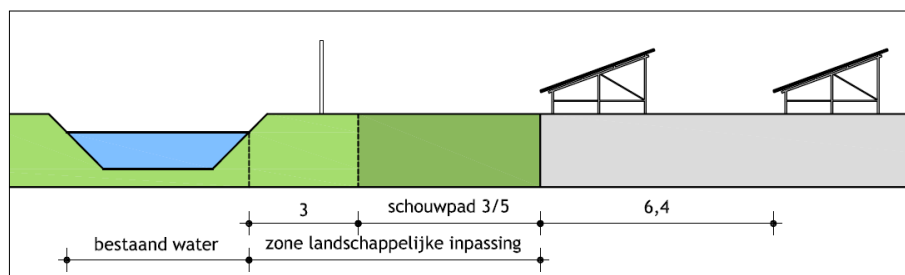 3
schouwpad 3/5
6,4
bestaand water
zone landschappelijke inpassing